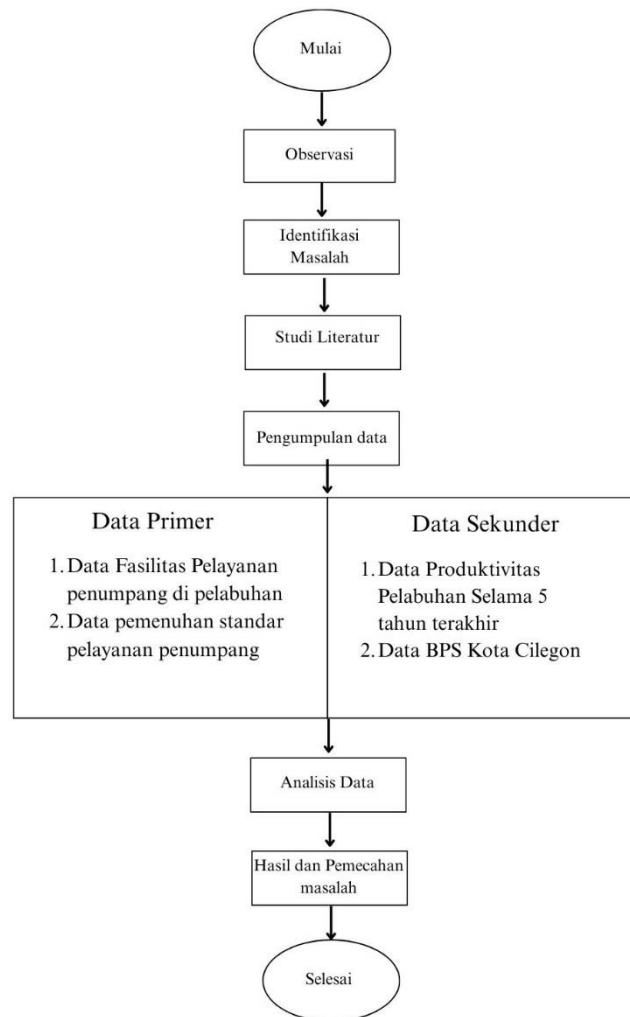 Mulai
Observasi
Identifikasi
Masalah
Studi Literatur
Pengumpulan data
Data Primer
1. Data Fasilitas Pelayanan
penumpang di pelabuhan
2. Data pemenuhan standar
pelayanan penumpang
Data Sekunder
1. Data Produktivitas
Pelabuhan Selama 5
tahun terakhir
2. Data BPS Kota Cilegon
Analisis Data
Hasil dan Pemecahan
masalah
Selesai